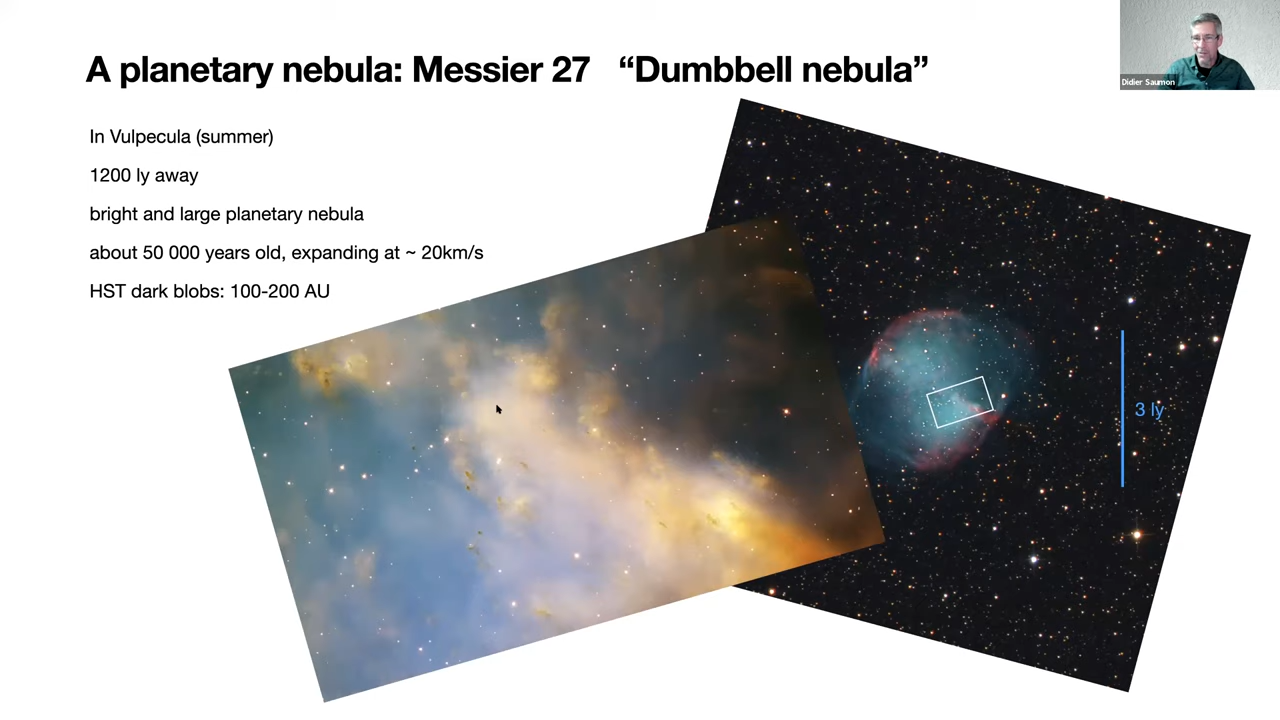 A planetary nebula: Messier 27 “Dumbbell nebula”
Didier Saumon
In Vulpecula (summer)
1200 ly away
bright and large planetary nebula
about 50 000 years old, expanding at ~ 20km/s
HST dark blobs: 100-200 AU
3 ly